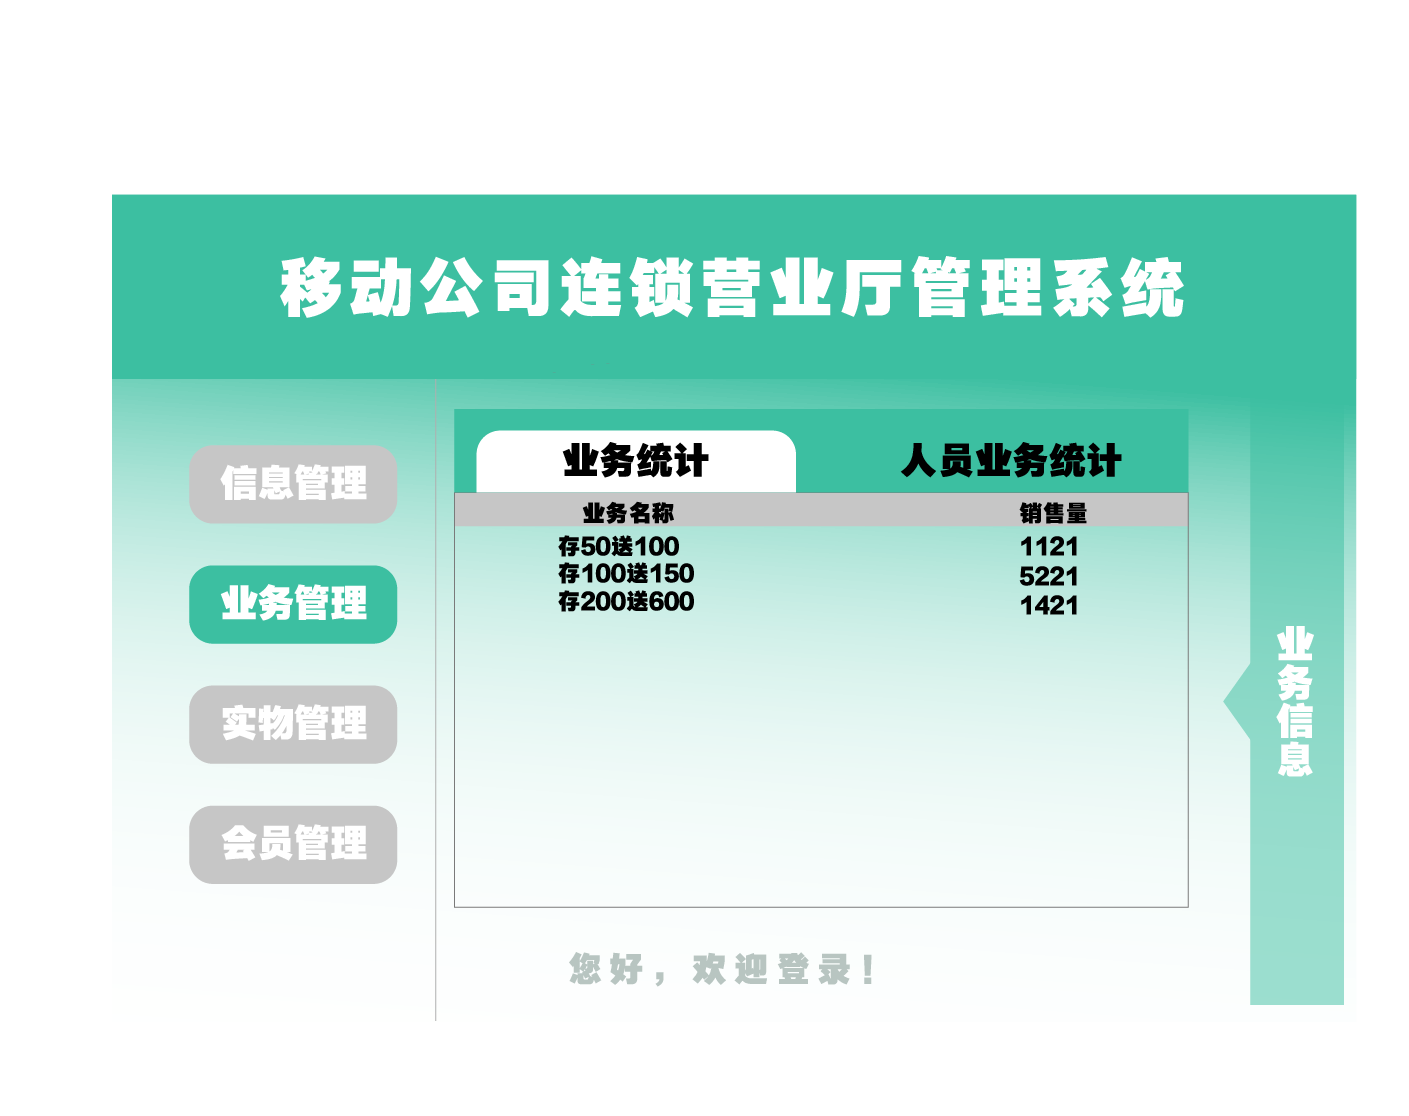 移动公司连锁营业厅管理系统
信息管理
业务管理
实物管理
会员管理
业务统计 人员业务统计
业务名称 销售量
存50送100 1121
存100送150 5221
存200送600 1421
业务信息
您好，欢迎登录！